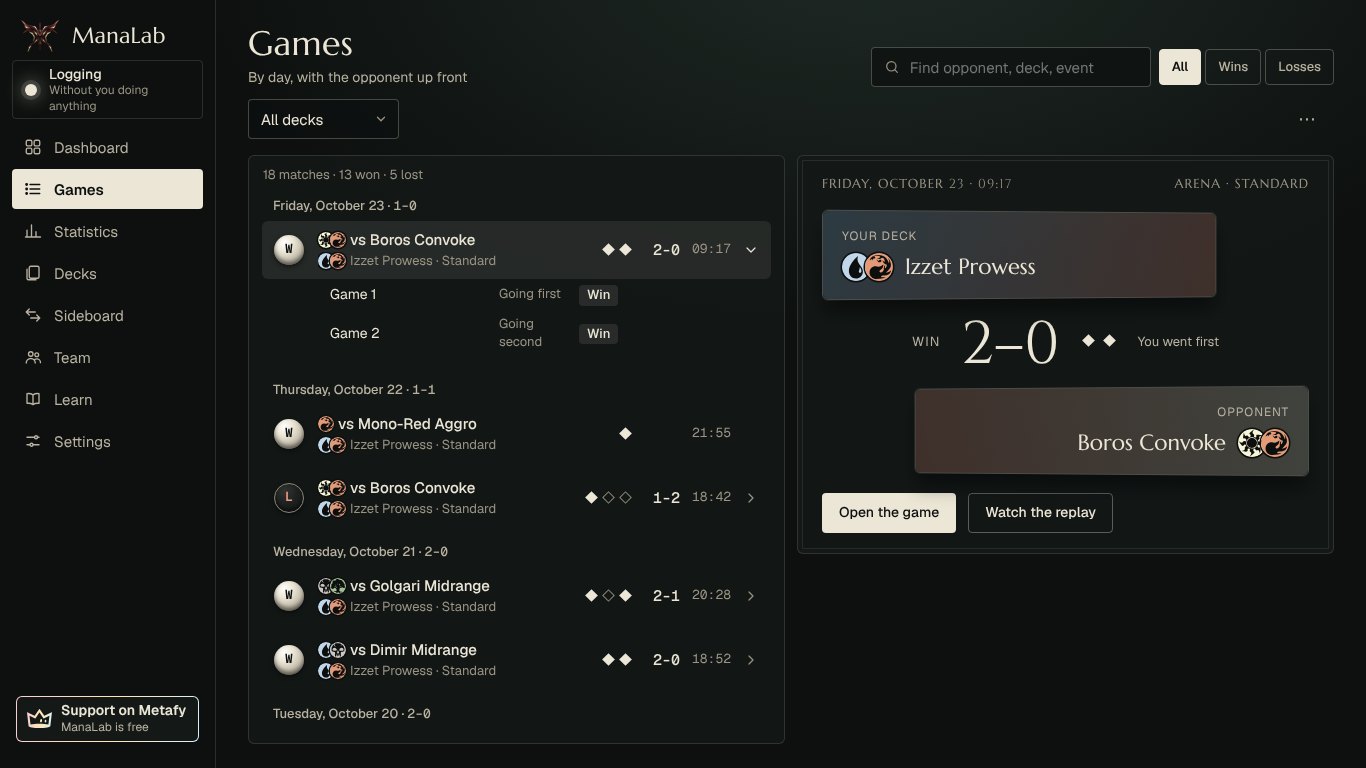 ManaLab
Logging
Without you doing
anything
Dashboard
Games
Statistics
Decks
Sideboard
Team
Learn
Settings
Support on Metafy
ManaLab is free
Games
By day, with the opponent up front
Find opponent, deck, event
All
Wins
Losses
All decks
18 matches · 13 won · 5 lost
Friday, October 23 · 1–0
W
vs Boros Convoke
Izzet Prowess · Standard
2–0
09:17
Game 1
Going first
Win
Game 2
Going
second
Win
Thursday, October 22 · 1–1
W
vs Mono-Red Aggro
Izzet Prowess · Standard
21:55
L
vs Boros Convoke
Izzet Prowess · Standard
1–2
18:42
Wednesday, October 21 · 2–0
W
vs Golgari Midrange
Izzet Prowess · Standard
2–1
20:28
W
vs Dimir Midrange
Izzet Prowess · Standard
2–0
18:52
Tuesday, October 20 · 2–0
FRIDAY, OCTOBER 23 · 09:17
ARENA · STANDARD
YOUR DECK
Izzet Prowess
WIN
2–0
You went first
OPPONENT
Boros Convoke
Open the game
Watch the replay